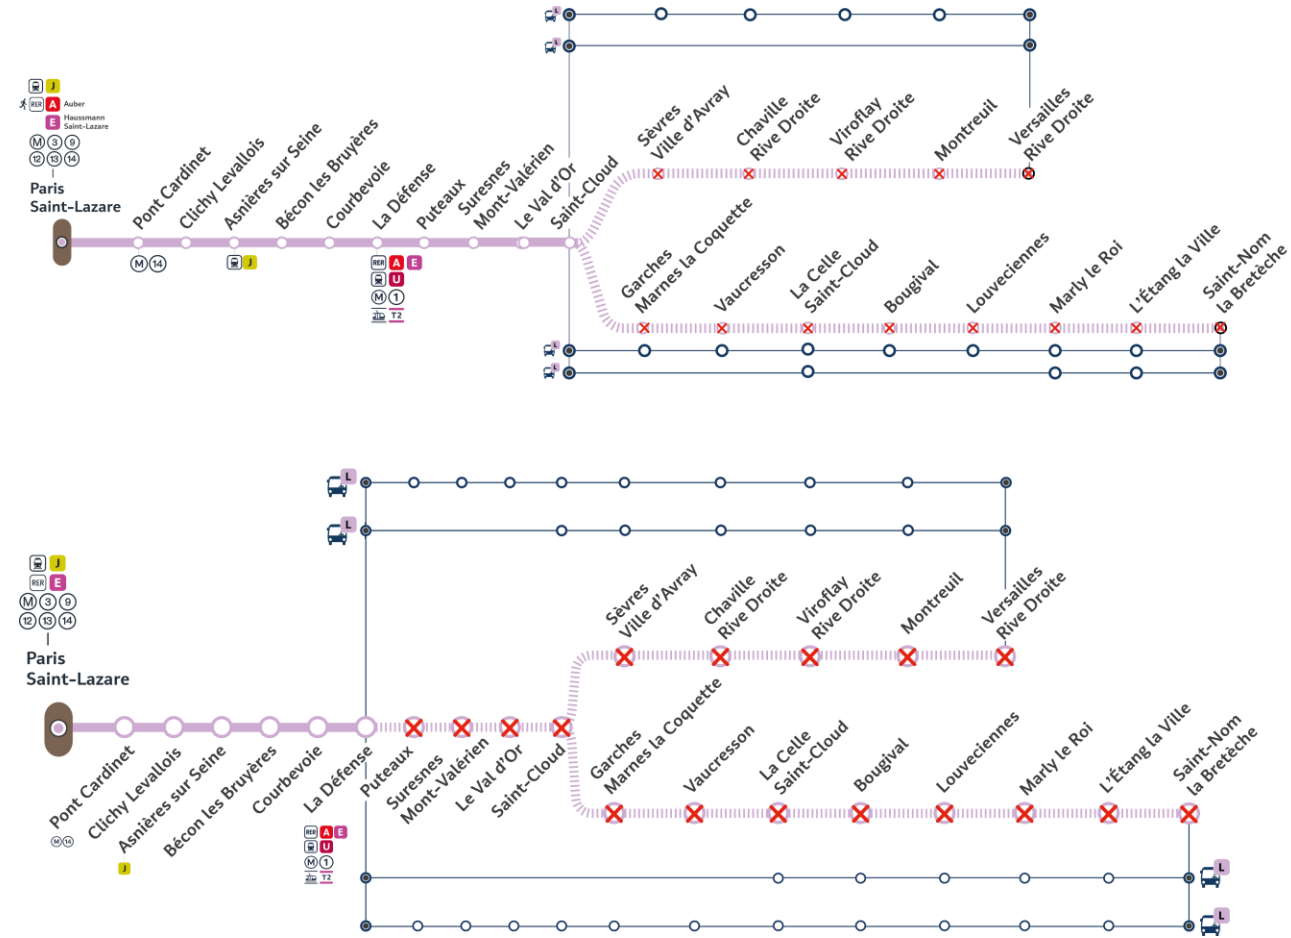 L
L
J
RER A Auber
E Haussmann
Saint-Lazare
M 3 9
12 13 14
Paris
Saint-Lazare
Pont Cardinet
M 14
Clichy Levallois
Asnières sur Seine
J
Bécon les Bruyères
Courbevoie
La Défense
RER A E
U
M 1
T2
Puteaux
Suresnes
Mont-Valérien
Le Val d'Or
Saint-Cloud
Sèvres
Ville d'Avray
Chaville
Rive Droite
Viroflay
Rive Droite
Montreuil
Versailles
Rive Droite
Garches
Marnes la Coquette
Vaucresson
La Celle
Saint-Cloud
Bougival
Louveciennes
Marly le Roi
L'Étang la Ville
Saint-Nom
la Bretèche
L
L
L
L
J
RER E
M 3 9
12 13 14
Paris
Saint-Lazare
Pont Cardinet
M 14
Clichy Levallois
Asnières sur Seine
J
Bécon les Bruyères
Courbevoie
La Défense
RER A E
U
M 1
T2
Puteaux
Suresnes
Mont-Valérien
Le Val d'Or
Saint-Cloud
Sèvres
Ville d'Avray
Chaville
Rive Droite
Viroflay
Rive Droite
Montreuil
Versailles
Rive Droite
Garches
Marnes la Coquette
Vaucresson
La Celle
Saint-Cloud
Bougival
Louveciennes
Marly le Roi
L'Étang la Ville
Saint-Nom
la Bretèche
L
L